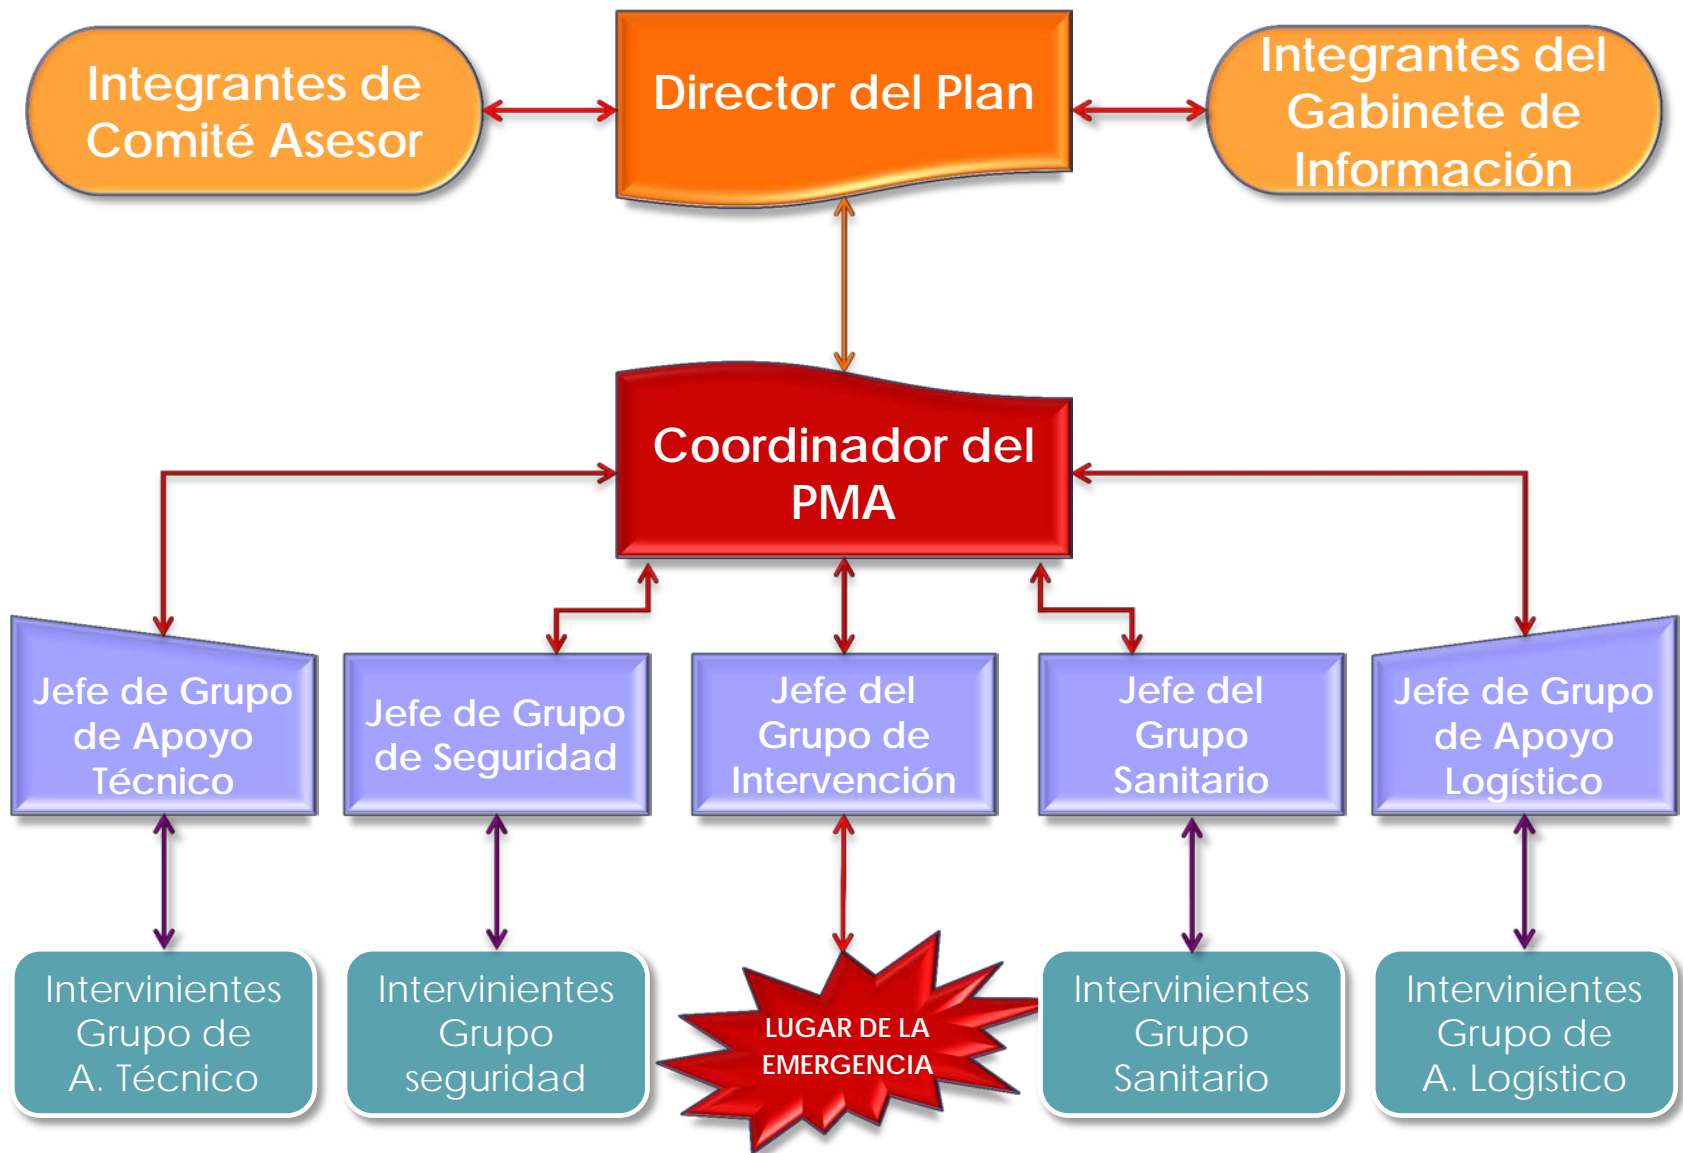 Integrantes de
Comité Asesor
Director del Plan
Integrantes del
Gabinete de
Información
Coordinador del
PMA
Jefe de Grupo
de Apoyo
Técnico
Jefe de Grupo
de Seguridad
Jefe del
Grupo de
Intervención
Jefe del
Grupo
Sanitario
Jefe de Grupo
de Apoyo
Logístico
Intervinientes
Grupo de
A. Técnico
Intervinientes
Grupo
seguridad
LUGAR DE LA
EMERGENCIA
Intervinientes
Grupo
Sanitario
Intervinientes
Grupo de
A. Logístico